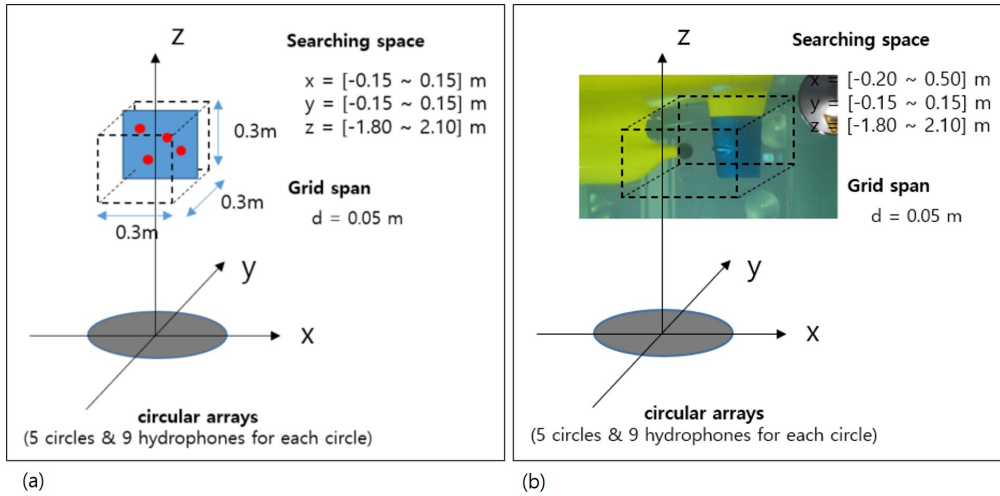 z
Searching space
x = [-0.15 ~ 0.15] m
y = [-0.15 ~ 0.15] m
z = [-1.80 ~ 2.10] m
0.3m
0.3m
0.3m
Grid span
d = 0.05 m
y
x
circular arrays
(5 circles & 9 hydrophones for each circle)
(a)
z
Searching space
x = [-0.20 ~ 0.50] m
y = [-0.15 ~ 0.15] m
z = [-1.80 ~ 2.10] m
Grid span
d = 0.05 m
y
x
circular arrays
(5 circles & 9 hydrophones for each circle)
(b)